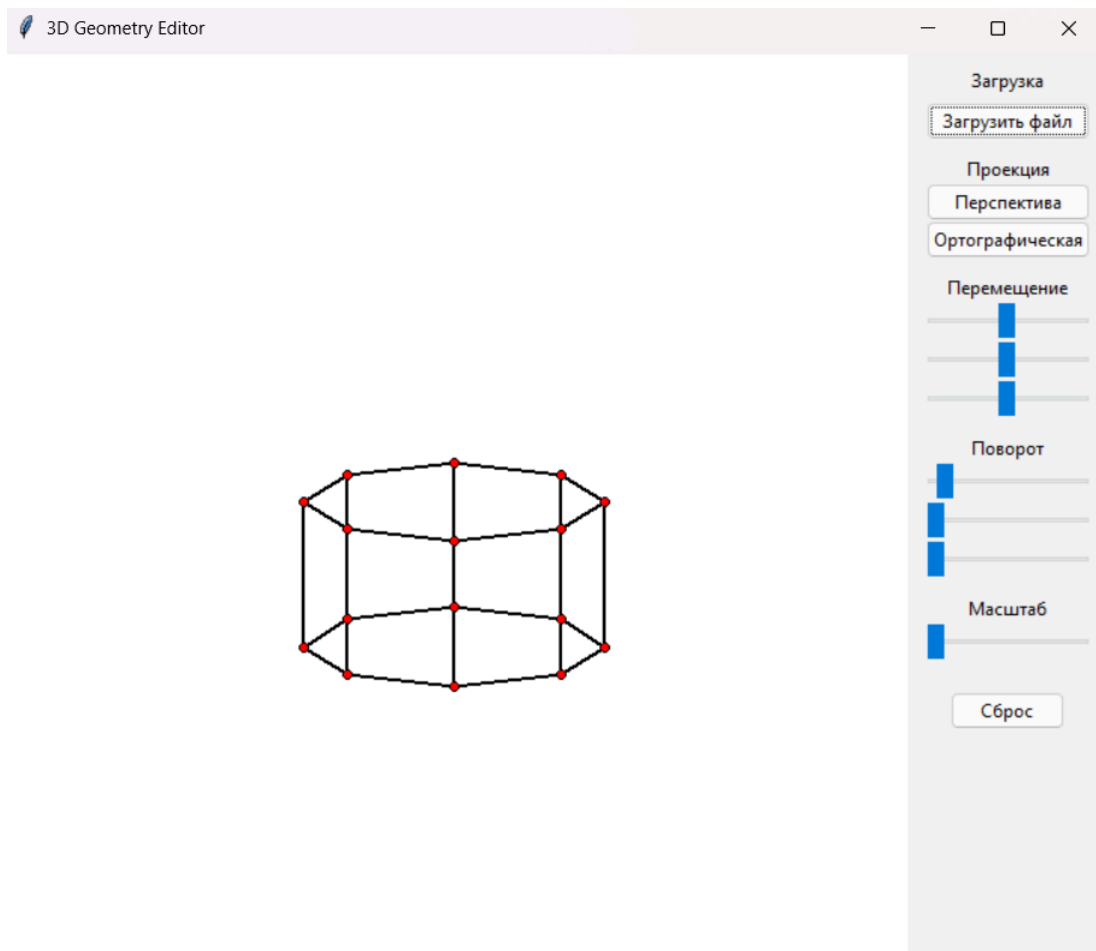 3D Geometry Editor
Загрузка
Загрузить файл
Проекция
Перспектива
Ортографическая
Перемещение
Поворот
Масштаб
Сброс